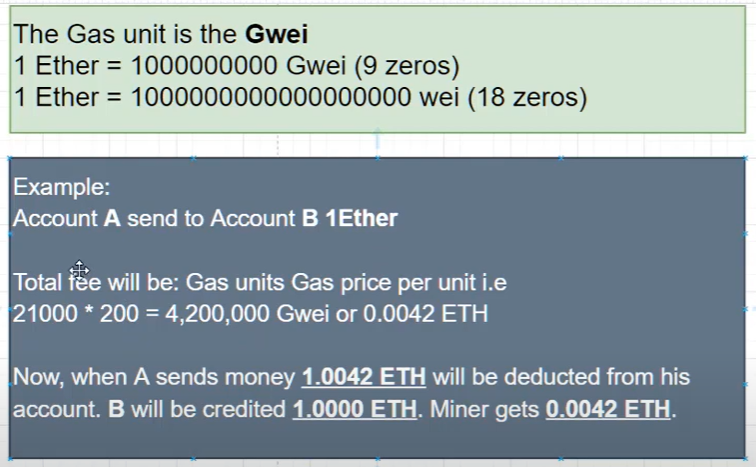 The Gas unit is the Gwei
1 Ether = 1000000000 Gwei (9 zeros)
1 Ether = 1000000000000000000 wei (18 zeros)
Example:
Account A send to Account B 1Ether
Total fee will be: Gas units Gas price per unit i.e
21000 * 200 = 4,200,000 Gwei or 0.0042 ETH
Now, when A sends money 1.0042 ETH will be deducted from his
account. B will be credited 1.0000 ETH. Miner gets 0.0042 ETH.